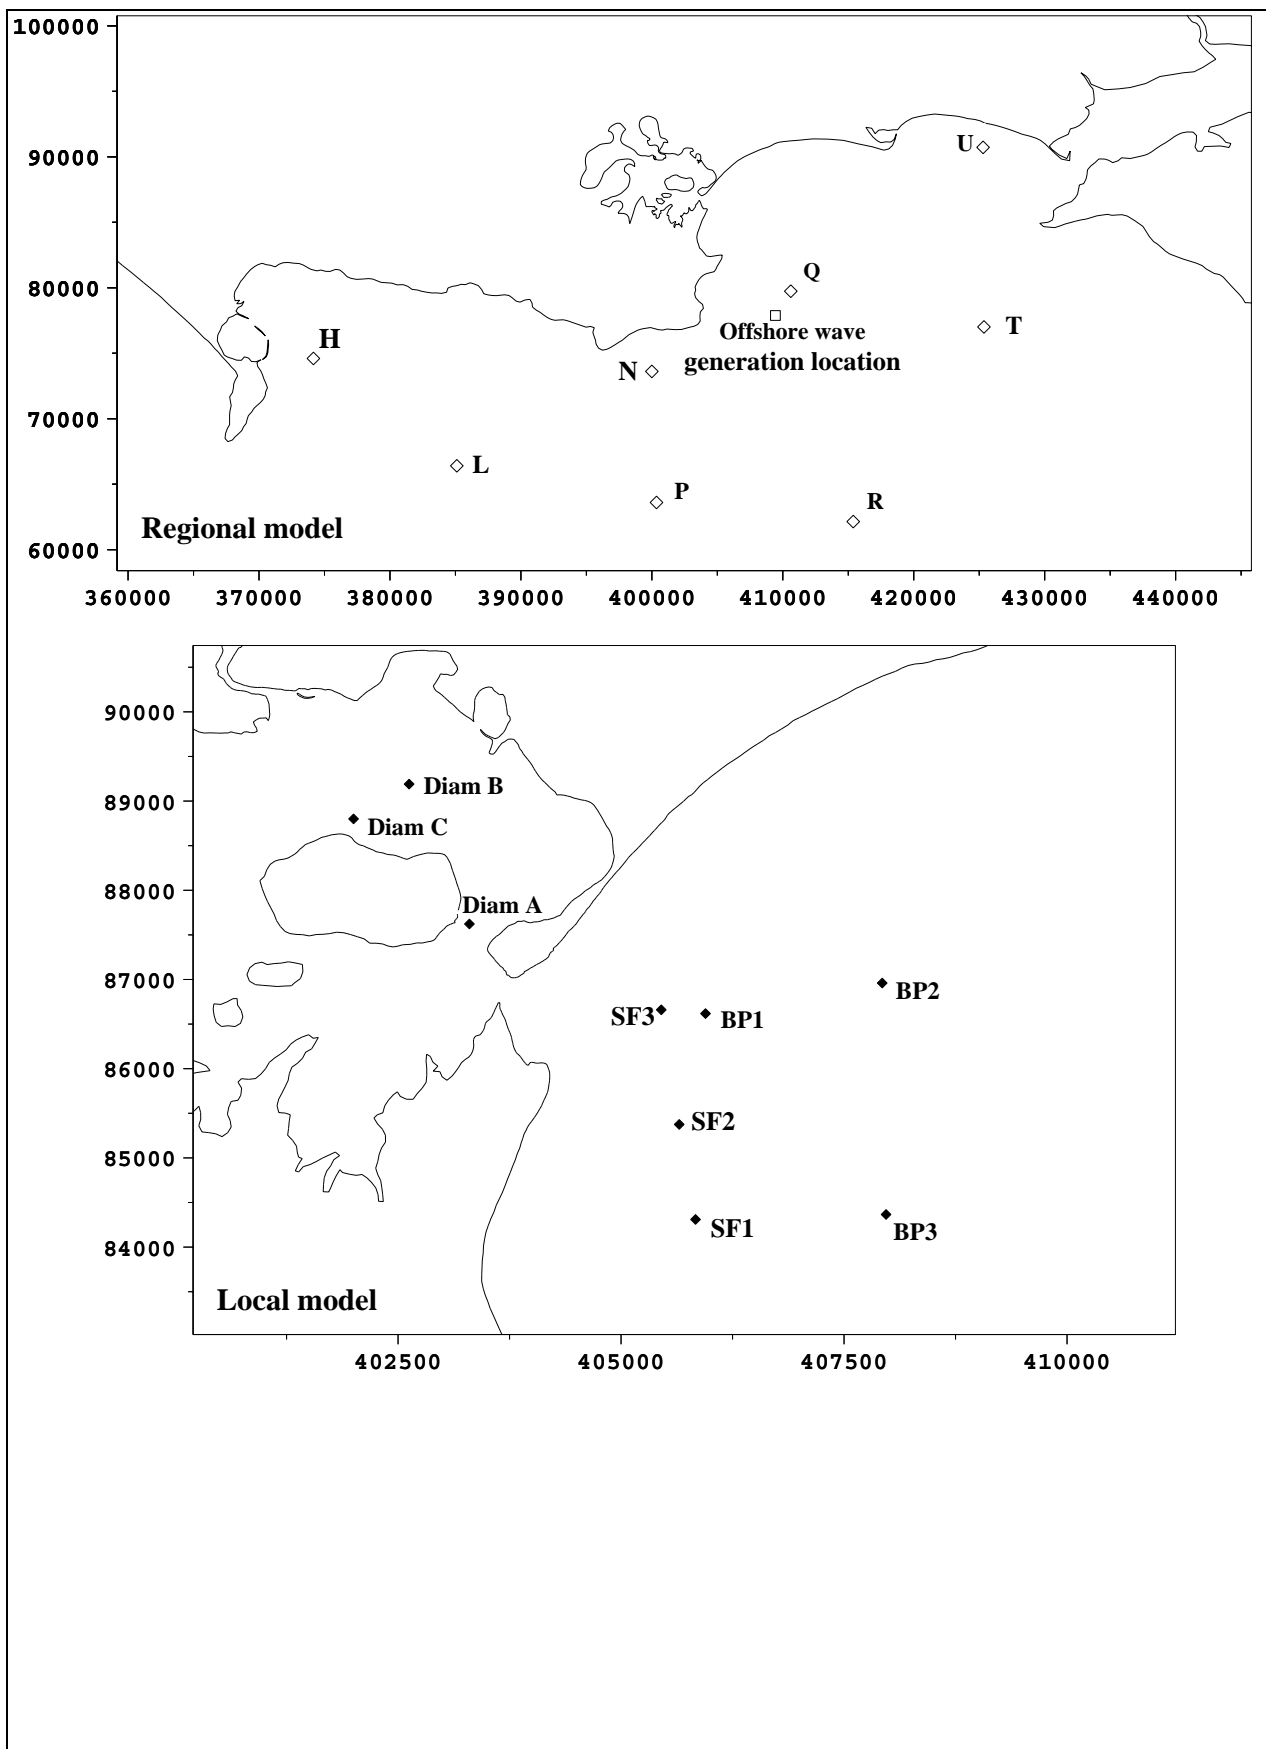 100000
90000
80000
70000
60000
U
Q
T
H
Offshore wave
generation location
N
L
P
R
Regional model
360000 370000 380000 390000 400000 410000 420000 430000 440000
90000
89000
88000
87000
86000
85000
84000
Diam B
Diam C
Diam A
BP2
SF3
BP1
SF2
SF1
BP3
Local model
402500 405000 407500 410000